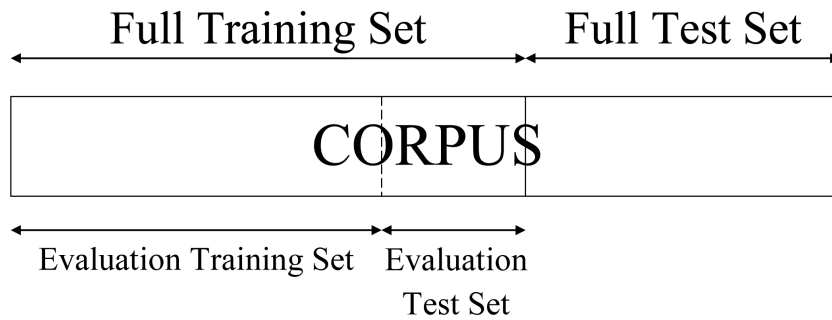 Full Training Set Full Test Set
CORPUS
Evaluation Training Set Evaluation
Test Set